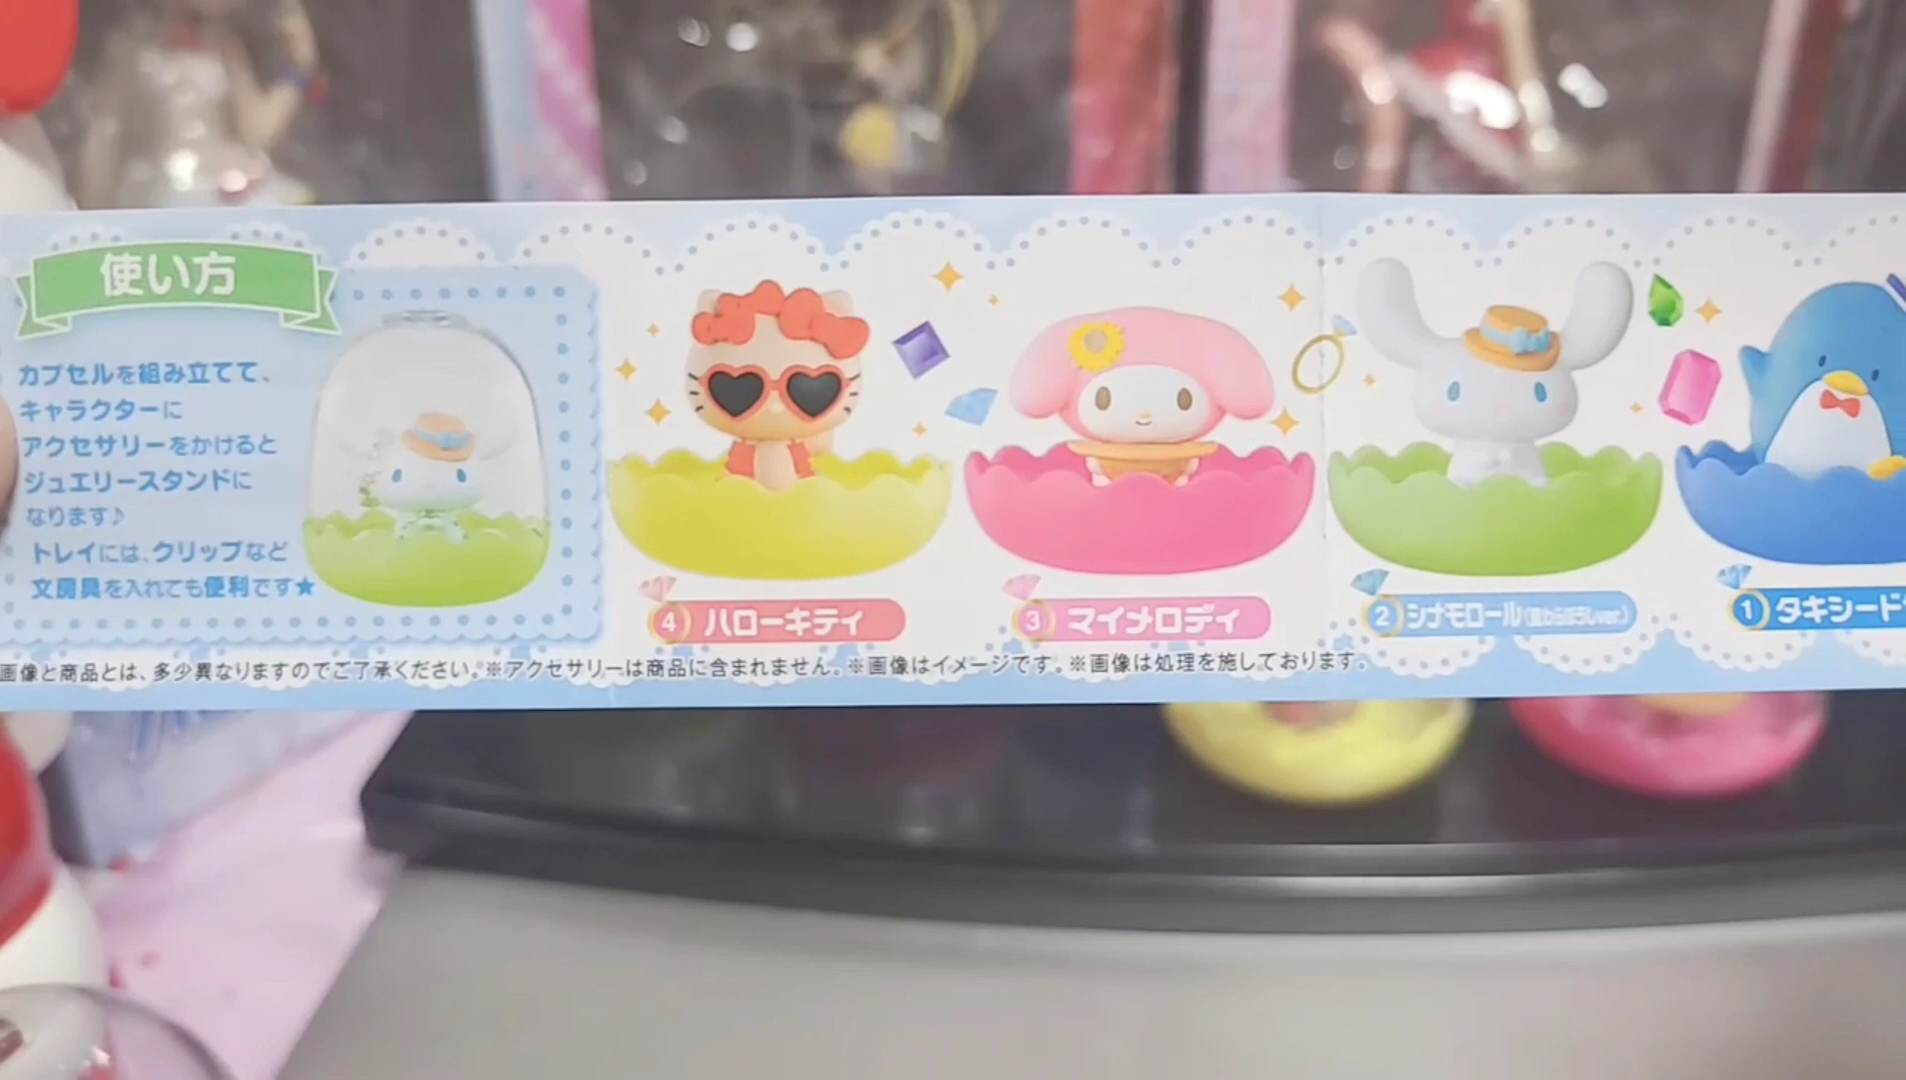 使い方
カプセルを組み立てて、
キャラクターに
アクセサリーをかけると
ジュエリースタンドに
なります♪
トレイには、クリップなど
文房具を入れても便利です★
4 ハローキティ
3 マイメロディ
2 シナモロール
1 タキシード
画像と商品とは、多少異なりますのでご了承ください。※アクセサリーは商品に含まれません。※画像はイメージです。※画像は処理を施しております。